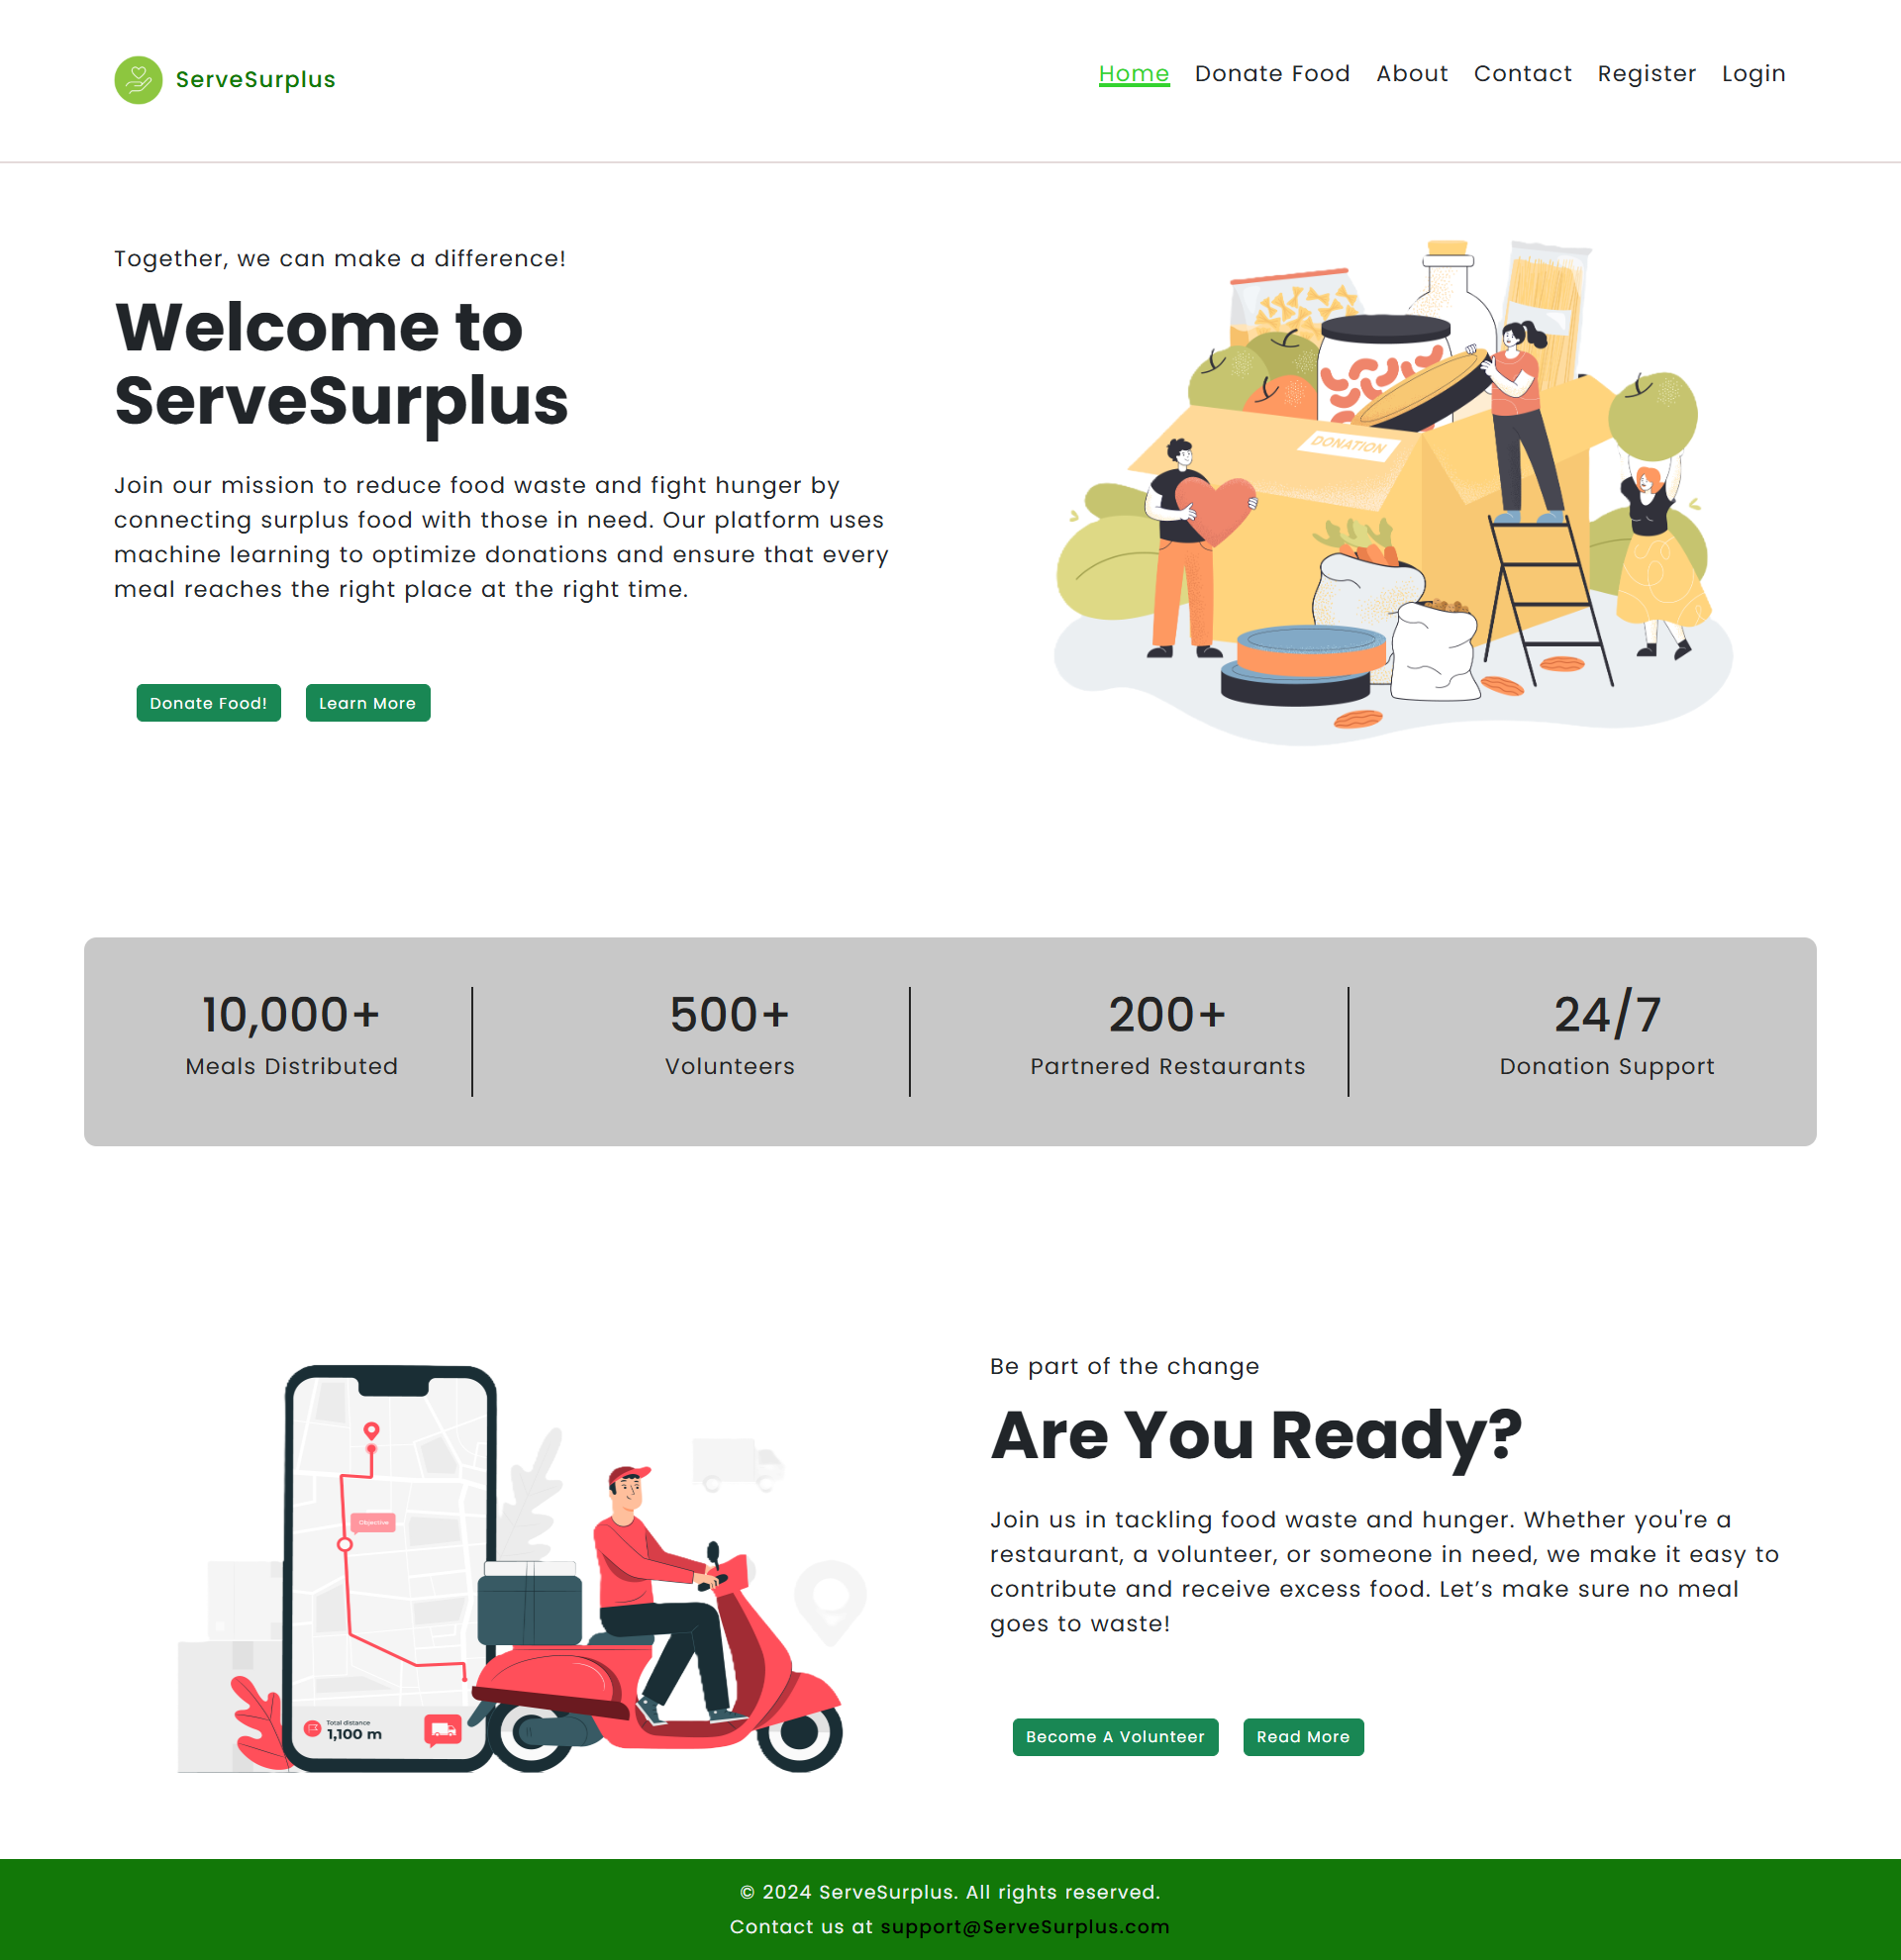 ServeSurplus
Home Donate Food About Contact Register Login
Together, we can make a difference!
Welcome to
ServeSurplus
Join our mission to reduce food waste and fight hunger by
connecting surplus food with those in need. Our platform uses
machine learning to optimize donations and ensure that every
meal reaches the right place at the right time.
Donate Food! Learn More
DONATION
10,000+
Meals Distributed
500+
Volunteers
200+
Partnered Restaurants
24/7
Donation Support
Objective
Total distance
1,100 m
Be part of the change
Are You Ready?
Join us in tackling food waste and hunger. Whether you're a
restaurant, a volunteer, or someone in need, we make it easy to
contribute and receive excess food. Let’s make sure no meal
goes to waste!
Become A Volunteer Read More
© 2024 ServeSurplus. All rights reserved.
Contact us at support@ServeSurplus.com